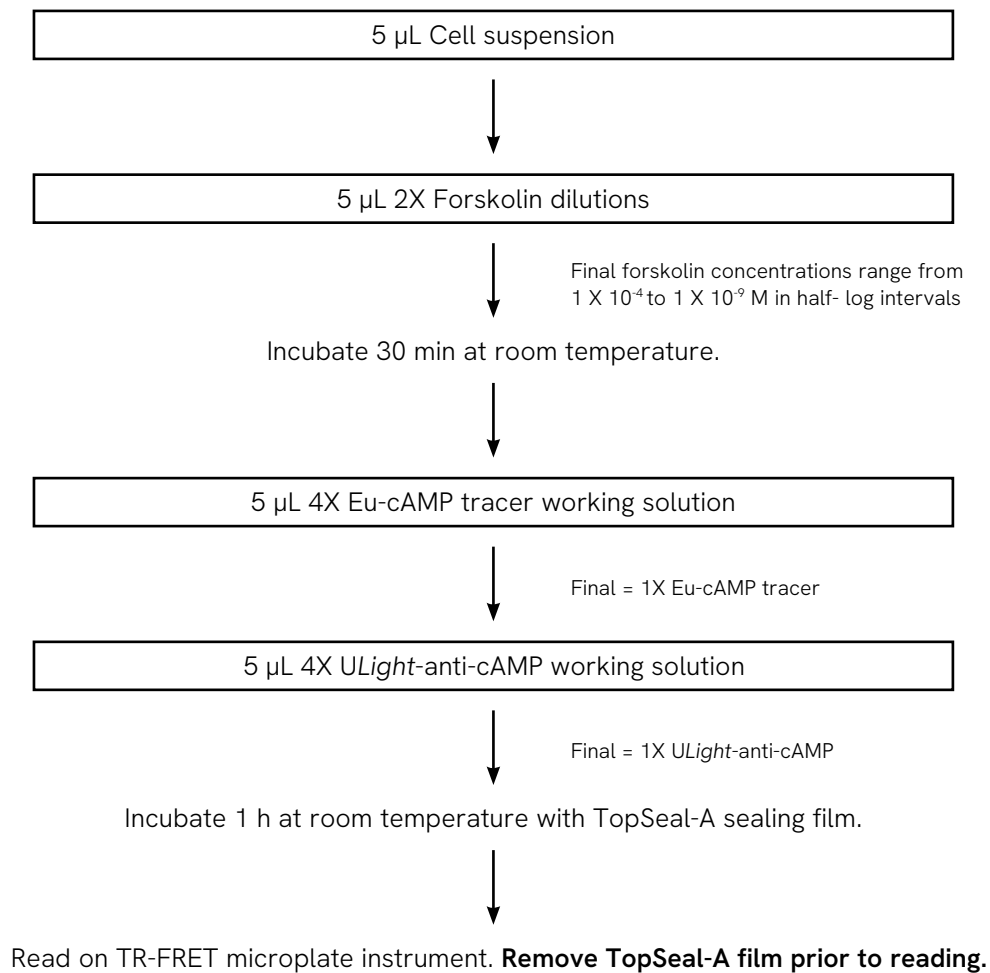 5 µL Cell suspension
5 µL 2X Forskolin dilutions
Final forskolin concentrations range from
1 X 10⁻⁴ to 1 X 10⁻⁹ M in half- log intervals
Incubate 30 min at room temperature.
5 µL 4X Eu-cAMP tracer working solution
Final = 1X Eu-cAMP tracer
5 µL 4X ULight-anti-cAMP working solution
Final = 1X ULight-anti-cAMP
Incubate 1 h at room temperature with TopSeal-A sealing film.
Read on TR-FRET microplate instrument. Remove TopSeal-A film prior to reading.